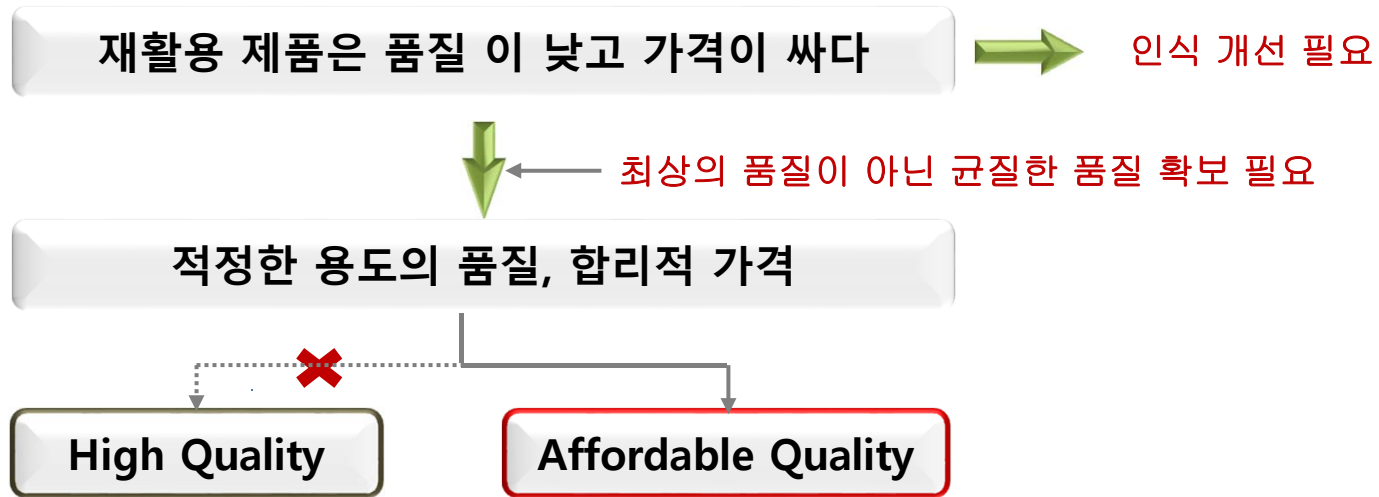 재활용 제품은 품질 이 낮고 가격이 싸다
인식 개선 필요
최상의 품질이 아닌 균질한 품질 확보 필요
적정한 용도의 품질, 합리적 가격
High Quality
Affordable Quality